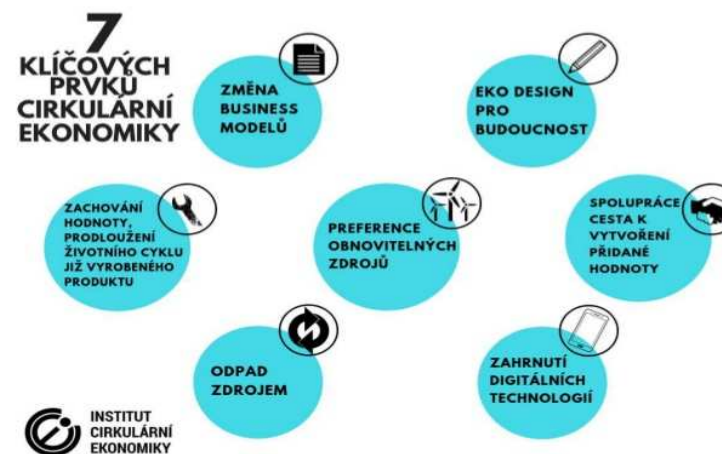 7
KLÍČOVÝCH
PRVKŮ
CIRKULÁRNÍ
EKONOMIKY
ZMĚNA
BUSINESS
MODELŮ
EKO DESIGN
PRO
BUDOUCNOST
ZACHOVÁNÍ
HODNOTY,
PRODLOUŽENÍ
ŽIVOTNÍHO CYKLU
JIŽ VYROBENÉHO
PRODUKTU
PREFERENCE
OBNOVITELNÝCH
ZDROJŮ
SPOLUPRÁCE
CESTA K
VYTVOŘENÍ
PŘIDANÉ
HODNOTY
ODPAD
ZDROJEM
ZAHRNUTÍ
DIGITÁLNÍCH
TECHNOLOGIÍ
INSTITUT
CIRKULÁRNÍ
EKONOMIKY